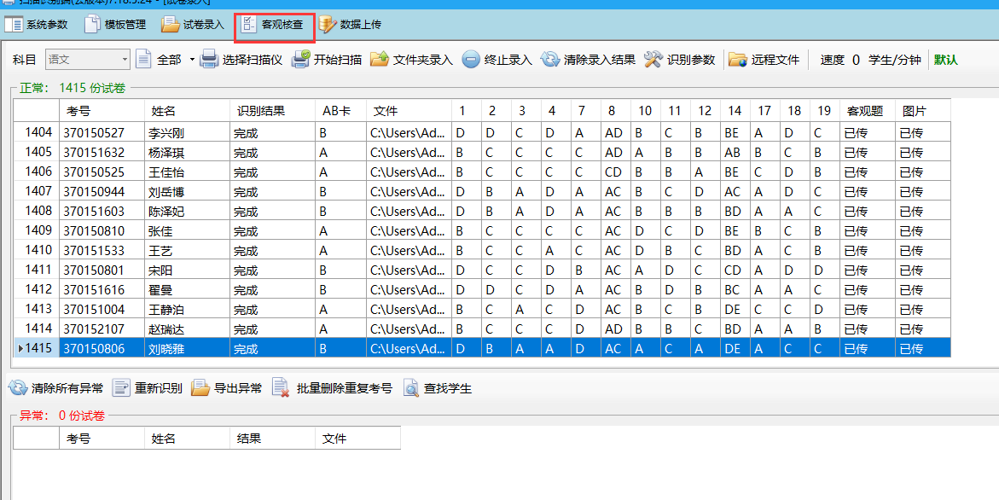 扫描识别端(云版本)7.18.5.24 - [试卷录入]
系统参数 模板管理 试卷录入 客观核查 数据上传
科目 语文 全部 选择扫描仪 开始扫描 文件夹录入 终止录入 清除录入结果 识别参数 远程文件 速度 0 学生/分钟 默认
正常: 1415 份试卷
考号 姓名 识别结果 AB卡 文件 1 2 3 4 7 8 10 11 12 14 17 18 19 客观题 图片
1404 370150527 李兴刚 完成 B C:\Users\Ad... D D C D A AD B C B BE A D C 已传 已传
1405 370151632 杨泽琪 完成 A C:\Users\Ad... B C C C C AD A B B AB B C B 已传 已传
1406 370150525 王佳怡 完成 A C:\Users\Ad... B C C C C CD B B A BE C D B 已传 已传
1407 370150944 刘岳博 完成 B C:\Users\Ad... D B A D A AC B C D AC A D C 已传 已传
1408 370151603 陈泽妃 完成 B C:\Users\Ad... D B A D A AC B B B BD A A C 已传 已传
1409 370150810 张佳 完成 A C:\Users\Ad... B C C C C AC D C D BE B C B 已传 已传
1410 370151533 王艺 完成 A C:\Users\Ad... B C C A C AC D B C BD A C B 已传 已传
1411 370150801 宋阳 完成 B C:\Users\Ad... D C C D B AC A D C CD A D D 已传 已传
1412 370151616 翟曼 完成 B C:\Users\Ad... D D C D A AC B D B BC A A C 已传 已传
1413 370151004 王静泊 完成 A C:\Users\Ad... B C A C D AC B C B DE C C D 已传 已传
1414 370152107 赵瑞达 完成 A C:\Users\Ad... B C C C D AD B B C BD A A B 已传 已传
1415 370150806 刘晓雅 完成 B C:\Users\Ad... D B A A D AC A C A DE A C C 已传 已传
清除所有异常 重新识别 导出异常 批量删除重复考号 查找学生
异常: 0 份试卷
考号 姓名 结果 文件